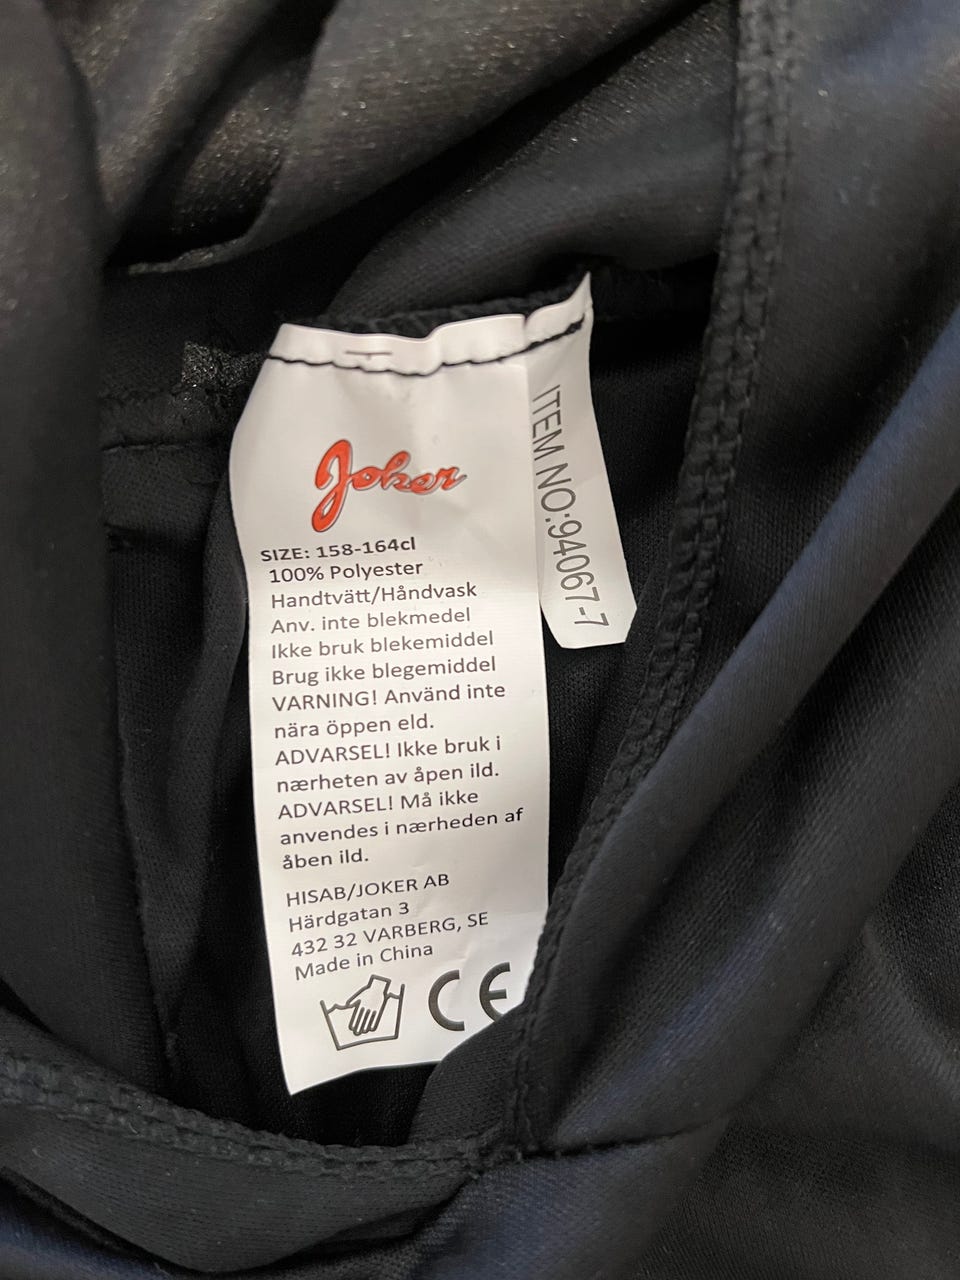 Joker
SIZE: 158-164cl
100% Polyester
Handtvätt/Håndvask
Anv. inte blekmedel
Ikke bruk blekemiddel
Brug ikke blegemiddel
VARNING! Använd inte
nära öppen eld.
ADVARSEL! Ikke bruk i
nærheten av åpen ild.
ADVARSEL! Må ikke
anvendes i nærheden af
åben ild.
HISAB/JOKER AB
Härdgatan 3
432 32 VARBERG, SE
Made in China
CE
ITEM NO:94067-7